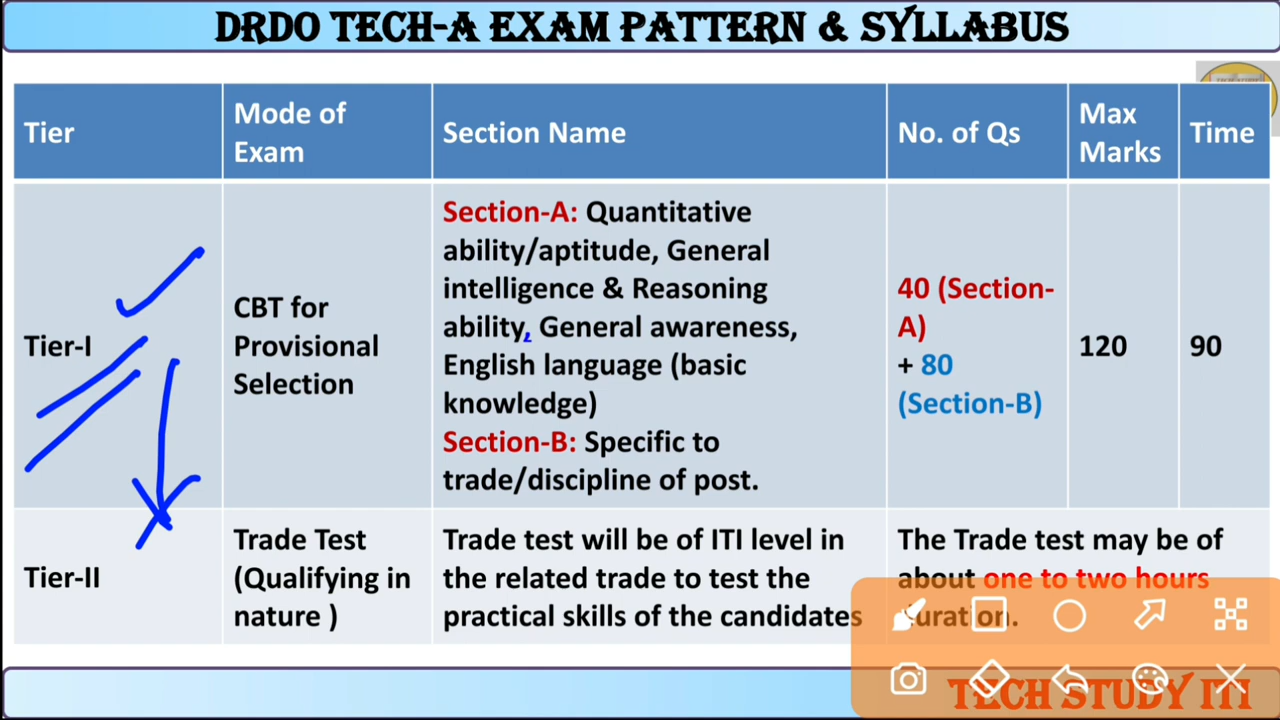 DRDO TECH-A EXAM PATTERN & SYLLABUS
Tier
Mode of
Exam
Section Name
No. of Qs
Max
Marks
Time
Tier-I
CBT for
Provisional
Selection
Section-A: Quantitative
ability/aptitude, General
intelligence & Reasoning
ability, General awareness,
English language (basic
knowledge)
Section-B: Specific to
trade/discipline of post.
40 (Section-
A)
+ 80
(Section-B)
120
90
Tier-II
Trade Test
(Qualifying in
nature )
Trade test will be of ITI level in
the related trade to test the
practical skills of the candidates
The Trade test may be of
about one to two hours
duration.
TECH STUDY ITI